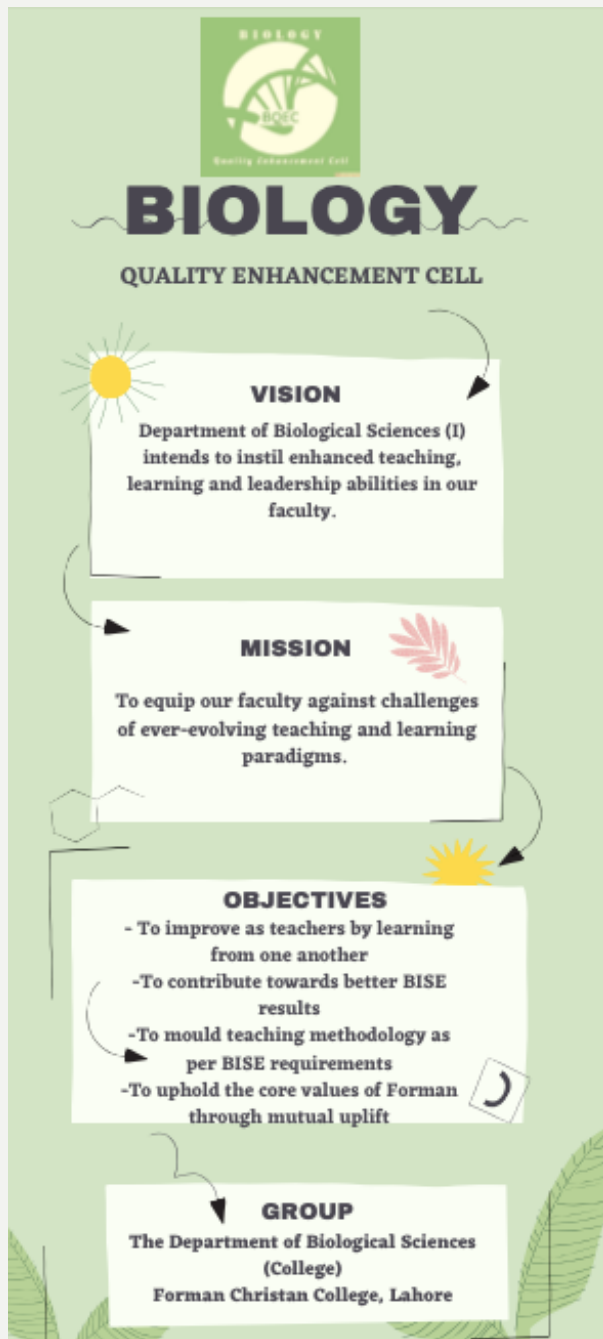 BIOLOGY
BQEC
Quality Enhancement Cell
BIOLOGY
QUALITY ENHANCEMENT CELL
VISION
Department of Biological Sciences (I)
intends to instil enhanced teaching,
learning and leadership abilities in our
faculty.
MISSION
To equip our faculty against challenges
of ever-evolving teaching and learning
paradigms.
OBJECTIVES
- To improve as teachers by learning
from one another
-To contribute towards better BISE
results
-To mould teaching methodology as
per BISE requirements
-To uphold the core values of Forman
through mutual uplift
GROUP
The Department of Biological Sciences
(College)
Forman Christan College, Lahore